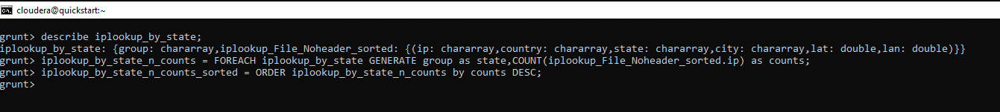 cloudera@quickstart:~
grunt> describe iplookup_by_state;
iplookup_by_state: {group: chararray,iplookup_File_Noheader_sorted: {(ip: chararray,country: chararray,state: chararray,city: chararray,lat: double,lan: double)}}
grunt> iplookup_by_state_n_counts = FOREACH iplookup_by_state GENERATE group as state,COUNT(iplookup_File_Noheader_sorted.ip) as counts;
grunt> iplookup_by_state_n_counts_sorted = ORDER iplookup_by_state_n_counts by counts DESC;
grunt>